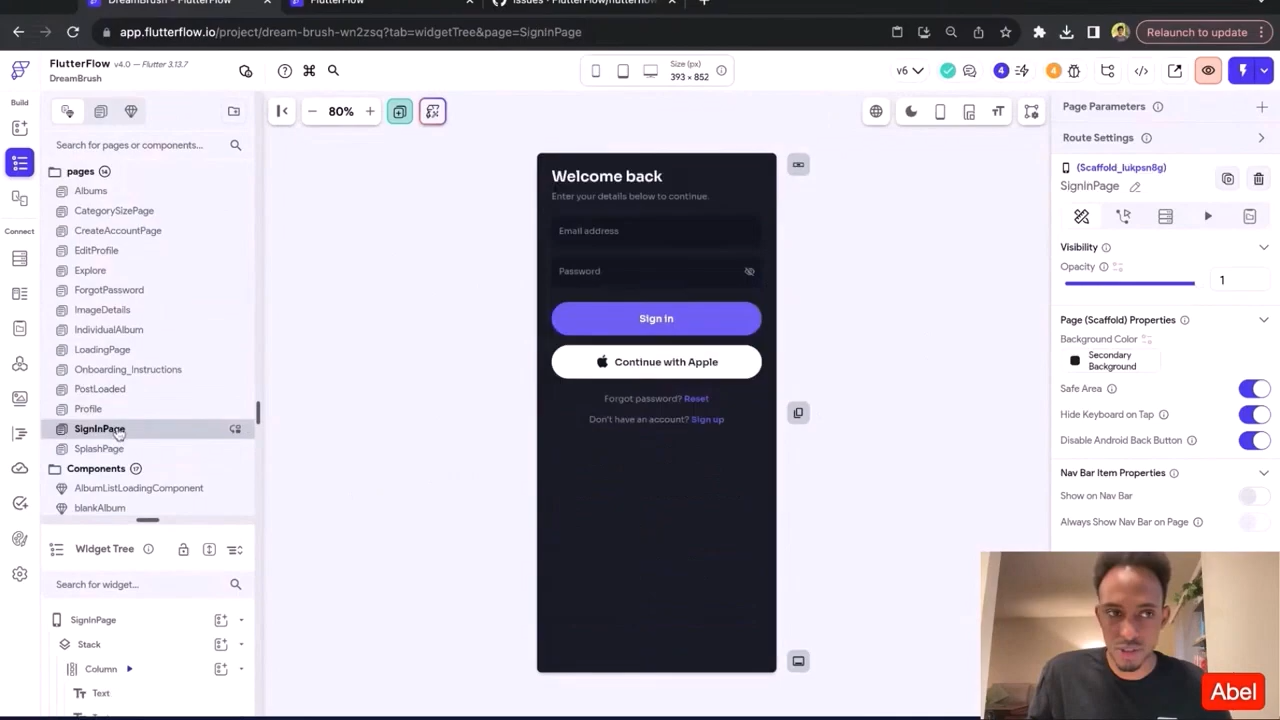 DreamBrush - FlutterFlow
FlutterFlow
Issues - FlutterFlow/flutterf
app.flutterflow.io/project/dream-brush-wn2zsq?tab=widgetTree&page=SignInPage
Relaunch to update
FlutterFlow v4.0 - Flutter 3.13.7
DreamBrush
Size (px)
393 × 852
v6
4
4
Build
80%
Page Parameters
Search for pages or components...
Route Settings
pages 14
(Scaffold_lukpsn8g)
SignInPage
Albums
CategorySizePage
CreateAccountPage
EditProfile
Explore
ForgotPassword
ImageDetails
IndividualAlbum
LoadingPage
Onboarding_Instructions
PostLoaded
Profile
SignInPage
SplashPage
Components 17
AlbumListLoadingComponent
blankAlbum
Connect
Widget Tree
Search for widget...
SignInPage
Stack
Column
Text
Welcome back
Enter your details below to continue.
Email address
Password
Sign in
Continue with Apple
Forgot password? Reset
Don't have an account? Sign up
Visibility
Opacity
1
Page (Scaffold) Properties
Background Color
Secondary
Background
Safe Area
Hide Keyboard on Tap
Disable Android Back Button
Nav Bar Item Properties
Show on Nav Bar
Always Show Nav Bar on Page
Abel